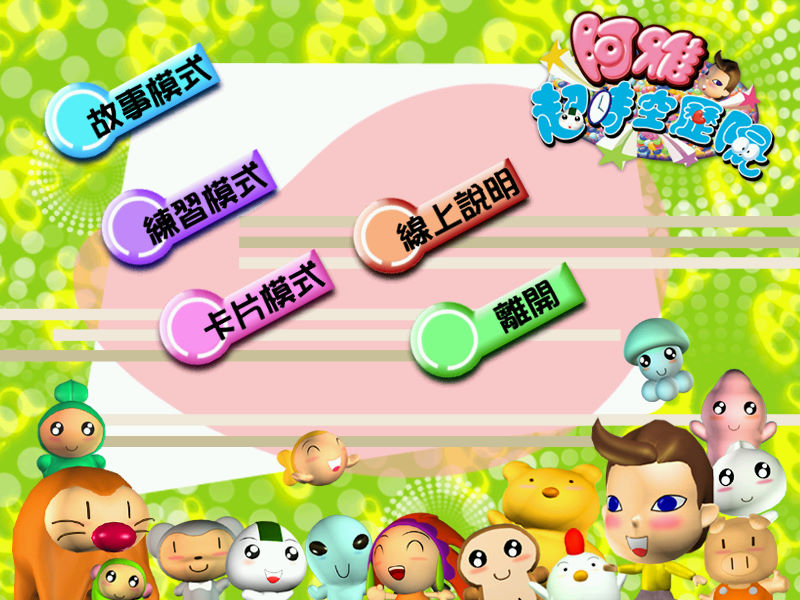 阿雅
超時空歷險
故事模式
練習模式
卡片模式
線上說明
離開